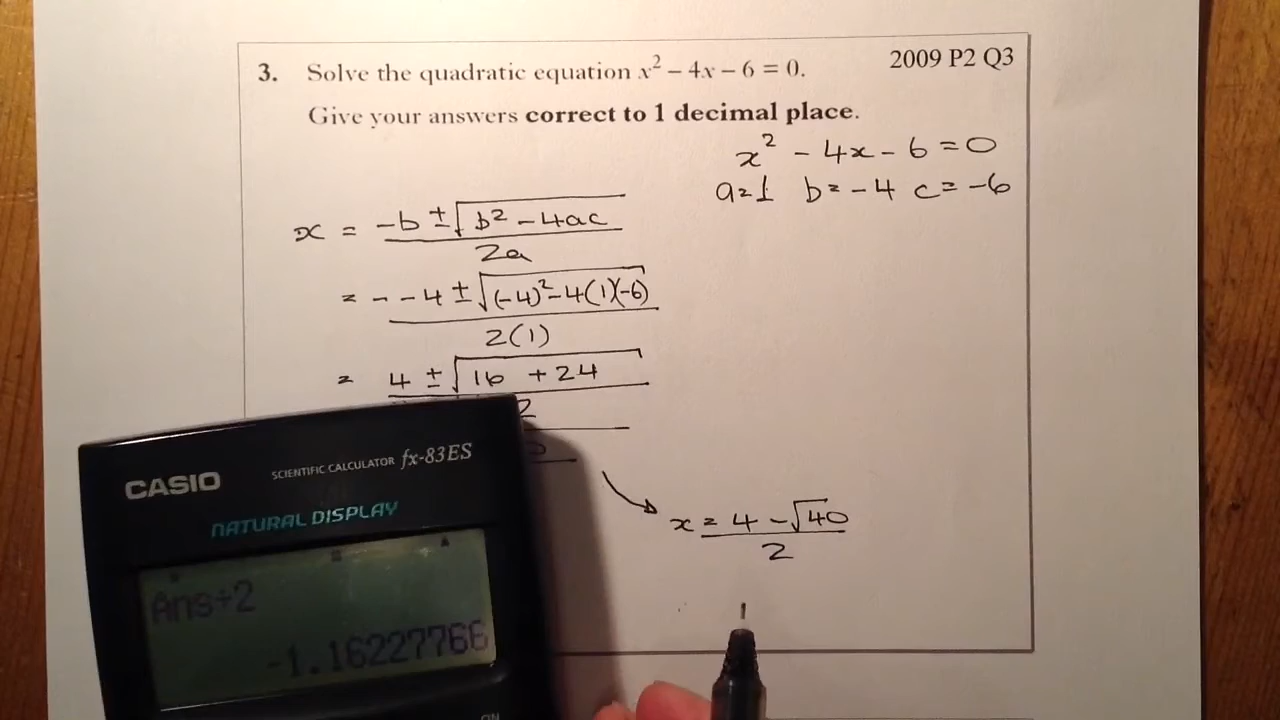 3. Solve the quadratic equation x² – 4x – 6 = 0.
2009 P2 Q3
Give your answers correct to 1 decimal place.
x² - 4x - 6 = 0
a=1 b=-4 c=-6
x = -b ± √b² - 4ac
2a
= - -4 ± √(-4)² - 4(1)(-6)
2(1)
= 4 ± √16 + 24
2
x = 4 - √40
2
CASIO
SCIENTIFIC CALCULATOR fx-83ES
NATURAL DISPLAY
Ans÷2
-1.16227766
ON